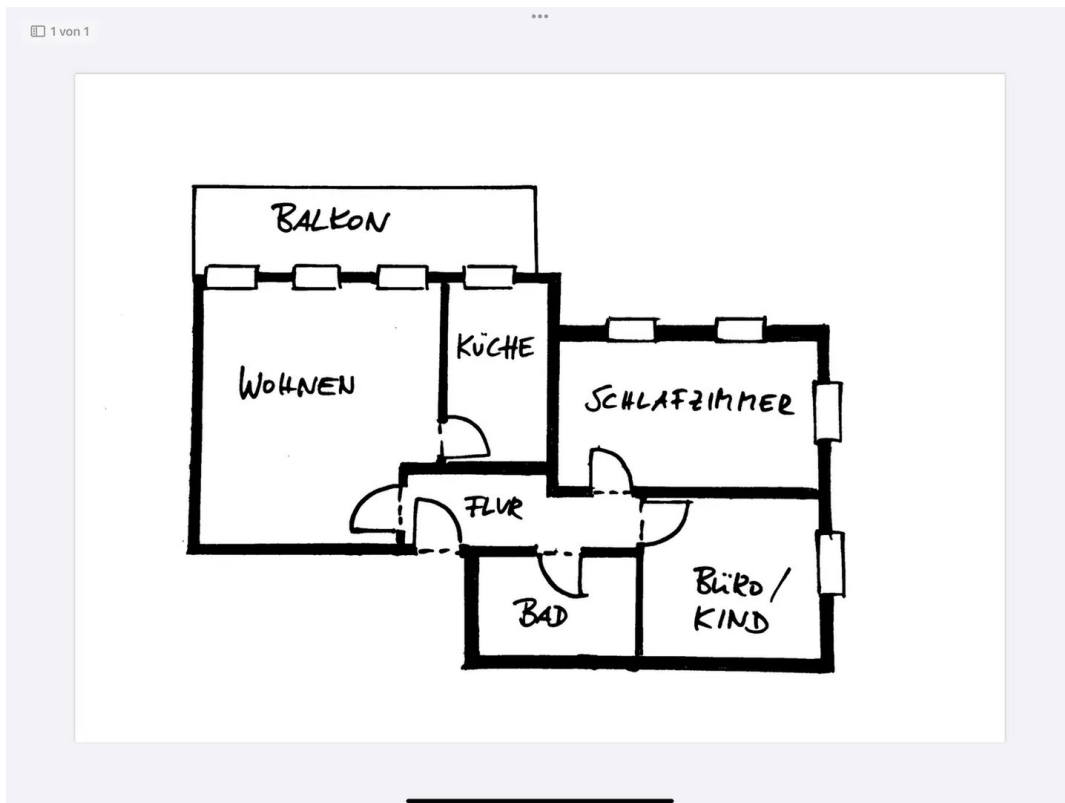 1 von 1
BALKON
KÜCHE
WOHNEN
SCHLAFZIMMER
FLUR
BÜRO/
KIND
BAD